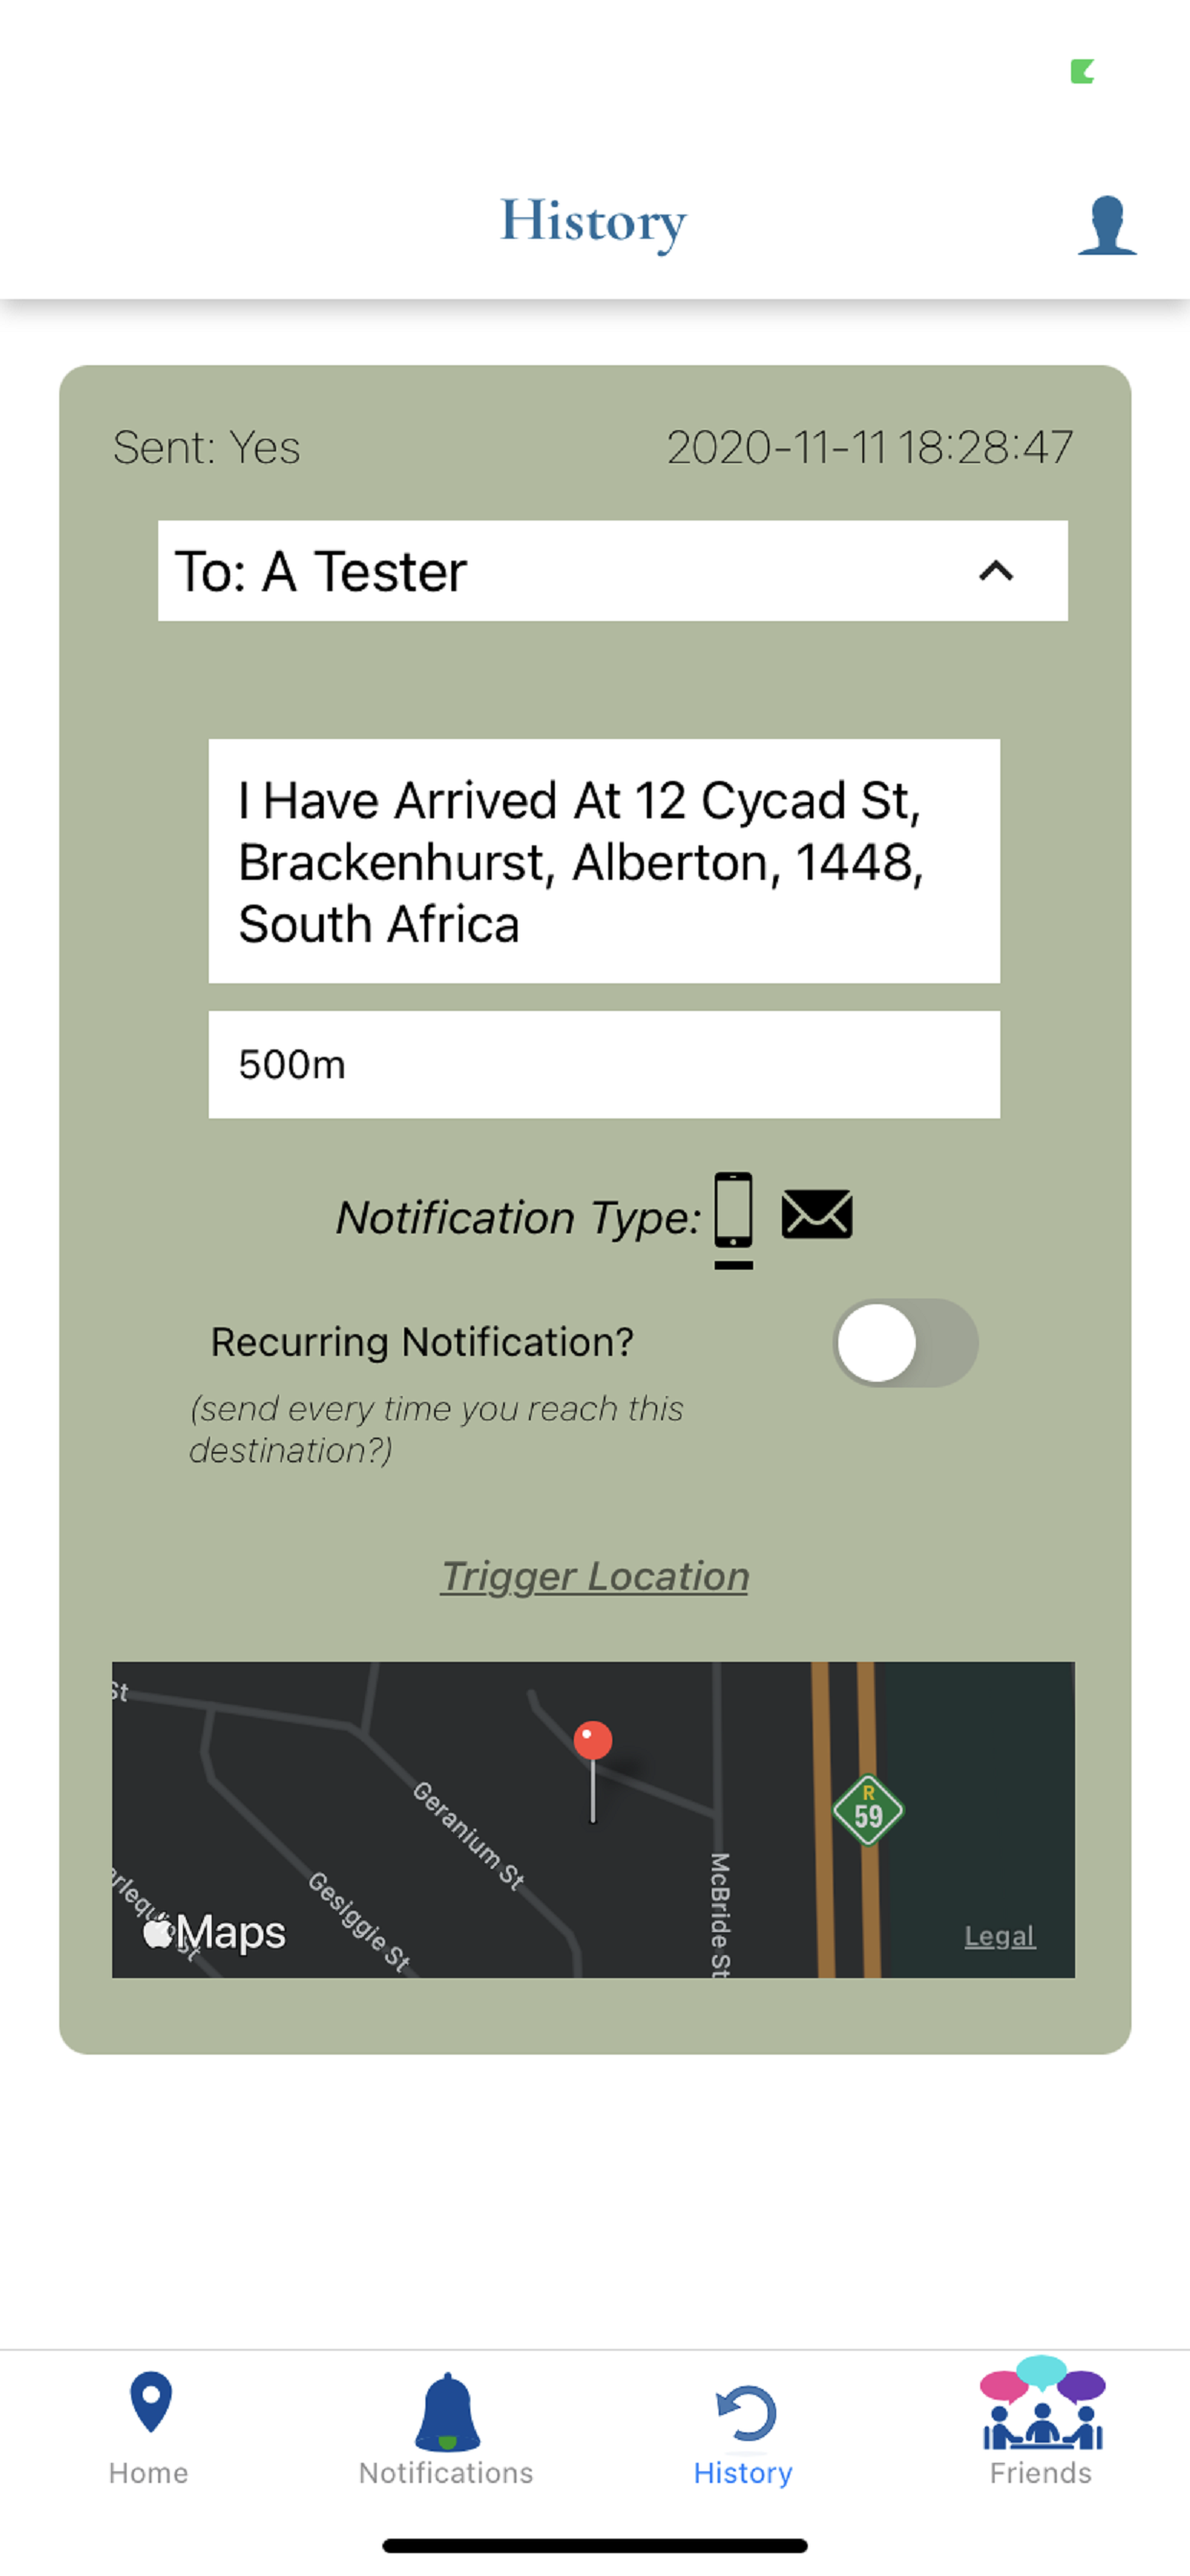 History
Sent: Yes
2020-11-11 18:28:47
To: A Tester
I Have Arrived At 12 Cycad St,
Brackenhurst, Alberton, 1448,
South Africa
500m
Notification Type:
Recurring Notification?
(send every time you reach this
destination?)
Trigger Location
St
R
59
Geranium St
Gesiggie St
McBride St
Maps
Legal
Home
Notifications
History
Friends